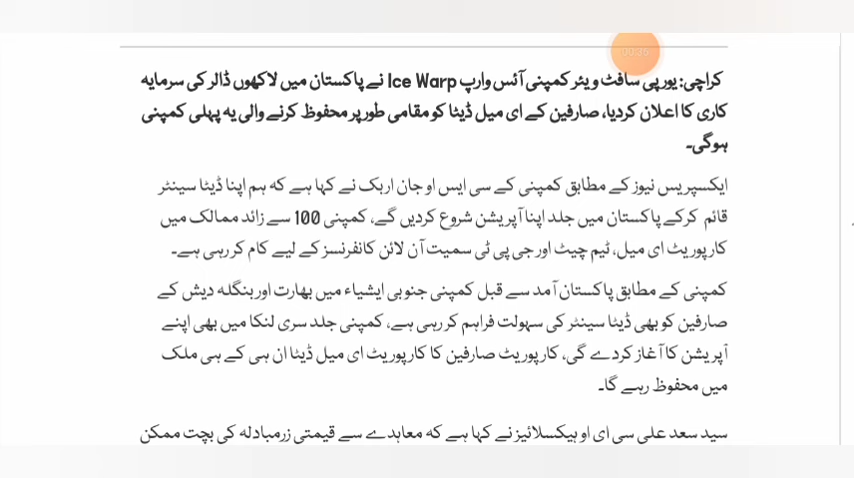 00:35
کراچی: یورپی سافٹ ویئر کمپنی آئس وارپ Ice Warp نے پاکستان میں لاکھوں ڈالر کی سرمایہ
کاری کا اعلان کردیا، صارفین کے ای میل ڈیٹا کو مقامی طور پر محفوظ کرنے والی یہ پہلی کمپنی
ہوگی۔
ایکسپریس نیوز کے مطابق کمپنی کے سی ایس او جان اربک نے کہا ہے کہ ہم اپنا ڈیٹا سینٹر
قائم کرکے پاکستان میں جلد اپنا آپریشن شروع کردیں گے، کمپنی 100 سے زائد ممالک میں
کارپوریٹ ای میل، ٹیم چیٹ اور جی پی ٹی سمیت آن لائن کانفرنسز کے لیے کام کر رہی ہے۔
کمپنی کے مطابق پاکستان آمد سے قبل کمپنی جنوبی ایشیاء میں بھارت اور بنگلہ دیش کے
صارفین کو بھی ڈیٹا سینٹر کی سہولت فراہم کر رہی ہے، کمپنی جلد سری لنکا میں بھی اپنے
آپریشن کا آغاز کردے گی، کارپوریٹ صارفین کا کارپوریٹ ای میل ڈیٹا ان ہی کے ہی ملک
میں محفوظ رہے گا۔
سید سعد علی سی ای او ہیکسلائیز نے کہا ہے کہ معاہدے سے قیمتی زرمبادلہ کی بچت ممکن